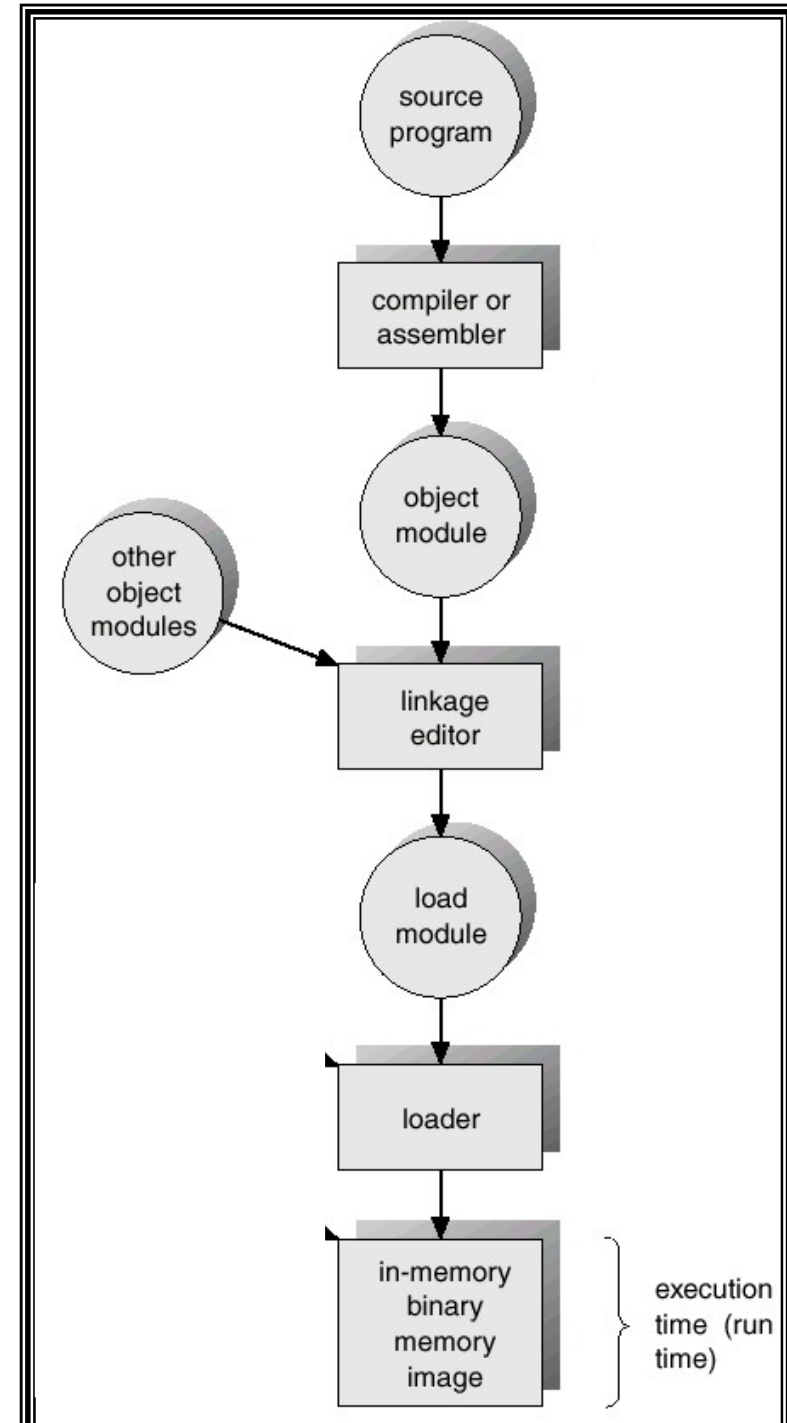 source
program
compiler or
assembler
object
module
other
object
modules
linkage
editor
load
module
loader
in-memory
binary
memory
image
execution
time (run
time)